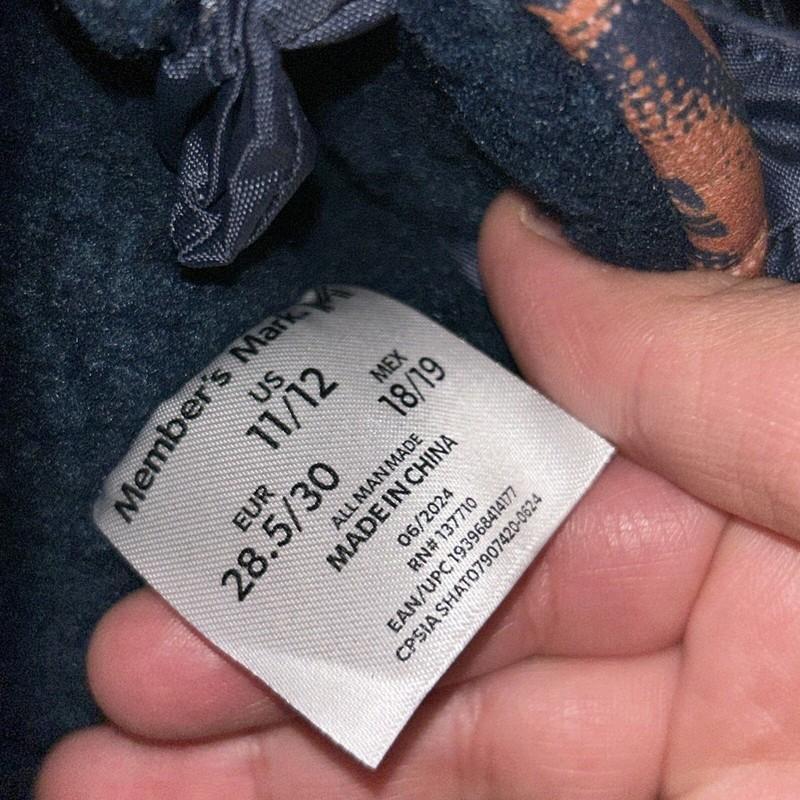 Member's Mark
US
11/12
MEX
18/19
EUR
28.5/30
ALL MAN MADE
MADE IN CHINA
06/2024
RN# 137710
EAN/UPC 193968414177
CPSIA SHAT07907420-0624